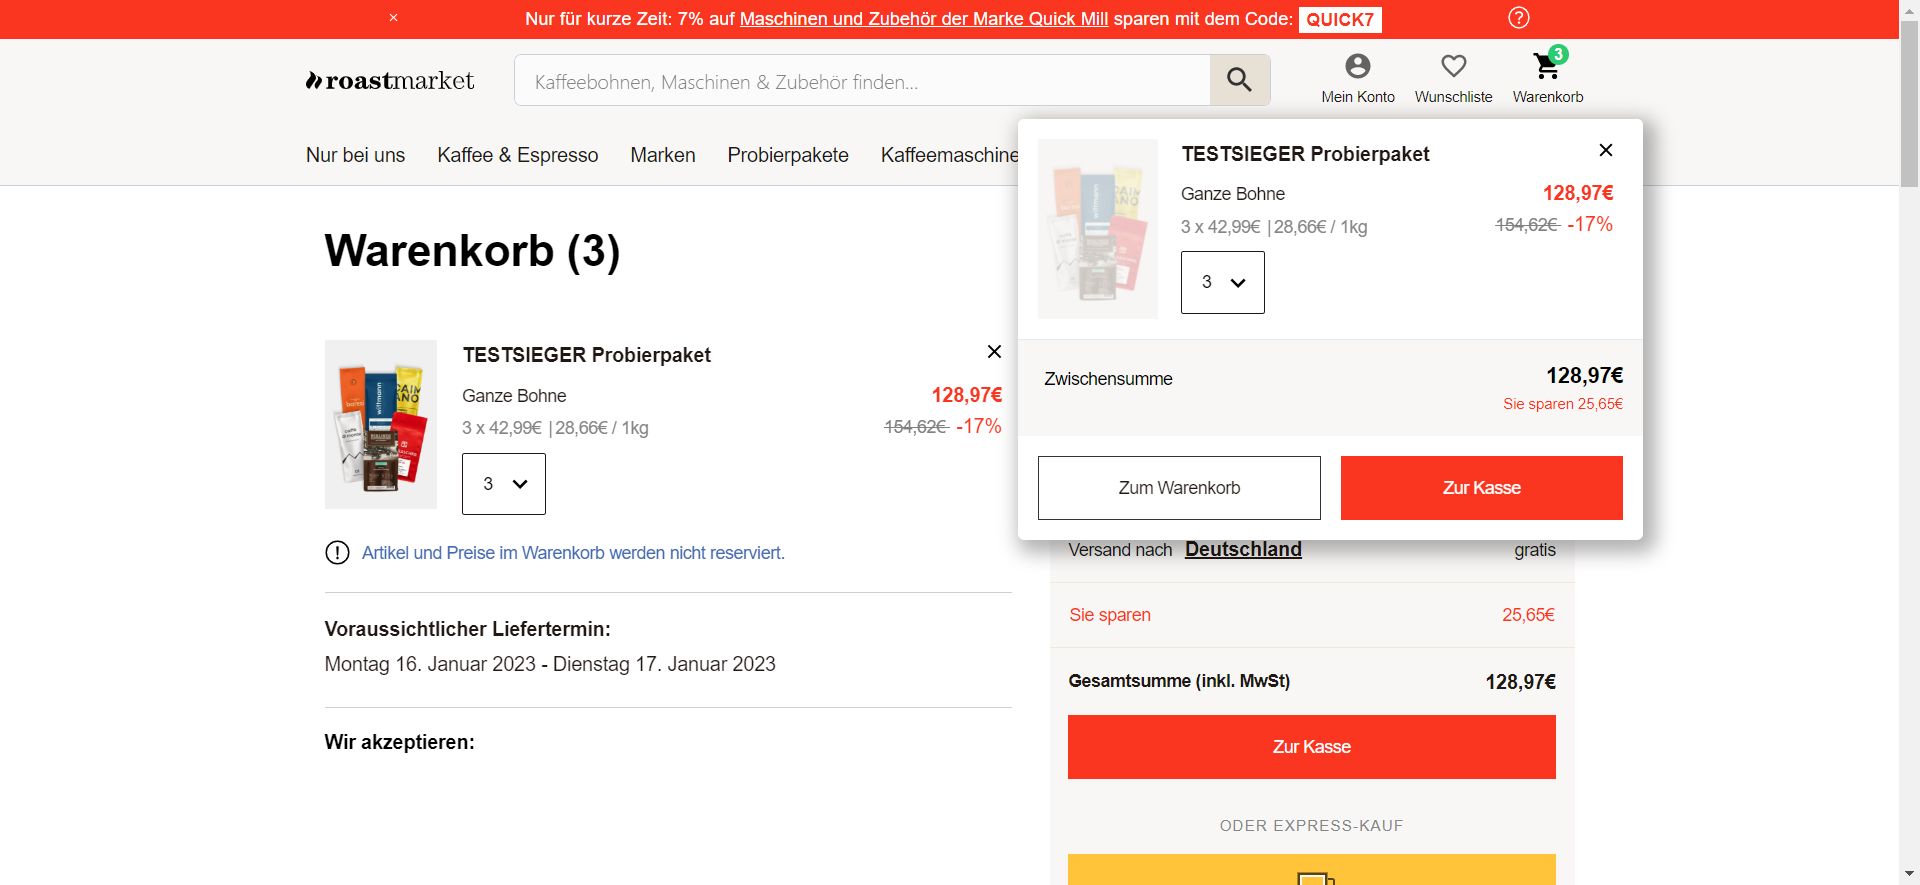 × Nur für kurze Zeit: 7% auf Maschinen und Zubehör der Marke Quick Mill sparen mit dem Code: QUICK7 ?
roastmarket
Kaffeebohnen, Maschinen & Zubehör finden...
3
Mein Konto Wunschliste Warenkorb
Nur bei uns Kaffee & Espresso Marken Probierpakete Kaffeemaschine
TESTSIEGER Probierpaket
Ganze Bohne 128,97€
3 x 42,99€ | 28,66€ / 1kg 154,62€ -17%
3
Zwischensumme 128,97€
Sie sparen 25,65€
Zum Warenkorb Zur Kasse
Warenkorb (3)
TESTSIEGER Probierpaket
Ganze Bohne 128,97€
3 x 42,99€ | 28,66€ / 1kg 154,62€ -17%
3
Artikel und Preise im Warenkorb werden nicht reserviert.
Voraussichtlicher Liefertermin:
Montag 16. Januar 2023 - Dienstag 17. Januar 2023
Wir akzeptieren:
Versand nach Deutschland gratis
Sie sparen 25,65€
Gesamtsumme (inkl. MwSt) 128,97€
Zur Kasse
ODER EXPRESS-KAUF